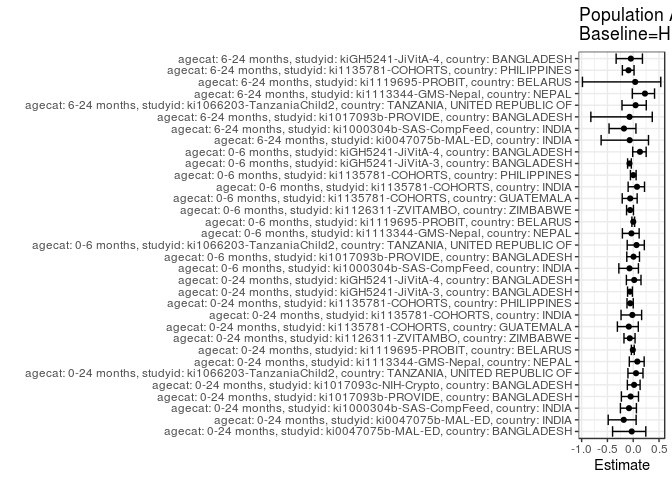 Population A
Baseline=H
agecat: 6-24 months, studyid: kiGH5241-JiVitA-4, country: BANGLADESH
agecat: 6-24 months, studyid: ki1135781-COHORTS, country: PHILIPPINES
agecat: 6-24 months, studyid: ki1119695-PROBIT, country: BELARUS
agecat: 6-24 months, studyid: ki1113344-GMS-Nepal, country: NEPAL
agecat: 6-24 months, studyid: ki1066203-TanzaniaChild2, country: TANZANIA, UNITED REPUBLIC OF
agecat: 6-24 months, studyid: ki1017093b-PROVIDE, country: BANGLADESH
agecat: 6-24 months, studyid: ki1000304b-SAS-CompFeed, country: INDIA
agecat: 6-24 months, studyid: ki0047075b-MAL-ED, country: INDIA
agecat: 0-6 months, studyid: kiGH5241-JiVitA-4, country: BANGLADESH
agecat: 0-6 months, studyid: kiGH5241-JiVitA-3, country: BANGLADESH
agecat: 0-6 months, studyid: ki1135781-COHORTS, country: PHILIPPINES
agecat: 0-6 months, studyid: ki1135781-COHORTS, country: INDIA
agecat: 0-6 months, studyid: ki1135781-COHORTS, country: GUATEMALA
agecat: 0-6 months, studyid: ki1126311-ZVITAMBO, country: ZIMBABWE
agecat: 0-6 months, studyid: ki1119695-PROBIT, country: BELARUS
agecat: 0-6 months, studyid: ki1113344-GMS-Nepal, country: NEPAL
agecat: 0-6 months, studyid: ki1066203-TanzaniaChild2, country: TANZANIA, UNITED REPUBLIC OF
agecat: 0-6 months, studyid: ki1017093b-PROVIDE, country: BANGLADESH
agecat: 0-6 months, studyid: ki1000304b-SAS-CompFeed, country: INDIA
agecat: 0-24 months, studyid: kiGH5241-JiVitA-4, country: BANGLADESH
agecat: 0-24 months, studyid: kiGH5241-JiVitA-3, country: BANGLADESH
agecat: 0-24 months, studyid: ki1135781-COHORTS, country: PHILIPPINES
agecat: 0-24 months, studyid: ki1135781-COHORTS, country: INDIA
agecat: 0-24 months, studyid: ki1135781-COHORTS, country: GUATEMALA
agecat: 0-24 months, studyid: ki1126311-ZVITAMBO, country: ZIMBABWE
agecat: 0-24 months, studyid: ki1119695-PROBIT, country: BELARUS
agecat: 0-24 months, studyid: ki1113344-GMS-Nepal, country: NEPAL
agecat: 0-24 months, studyid: ki1066203-TanzaniaChild2, country: TANZANIA, UNITED REPUBLIC OF
agecat: 0-24 months, studyid: ki1017093c-NIH-Crypto, country: BANGLADESH
agecat: 0-24 months, studyid: ki1017093b-PROVIDE, country: BANGLADESH
agecat: 0-24 months, studyid: ki1000304b-SAS-CompFeed, country: INDIA
agecat: 0-24 months, studyid: ki0047075b-MAL-ED, country: INDIA
agecat: 0-24 months, studyid: ki0047075b-MAL-ED, country: BANGLADESH
-1.0 -0.5 0.0 0.5
Estimate